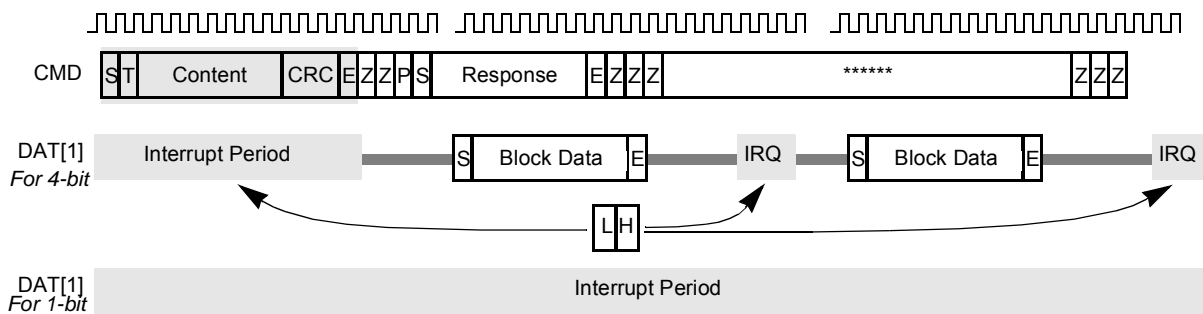 CMD S T Content CRC E Z Z P S Response E Z Z Z ****** Z Z Z
DAT[1] Interrupt Period S Block Data E IRQ S Block Data E IRQ
For 4-bit
L H
DAT[1] Interrupt Period
For 1-bit